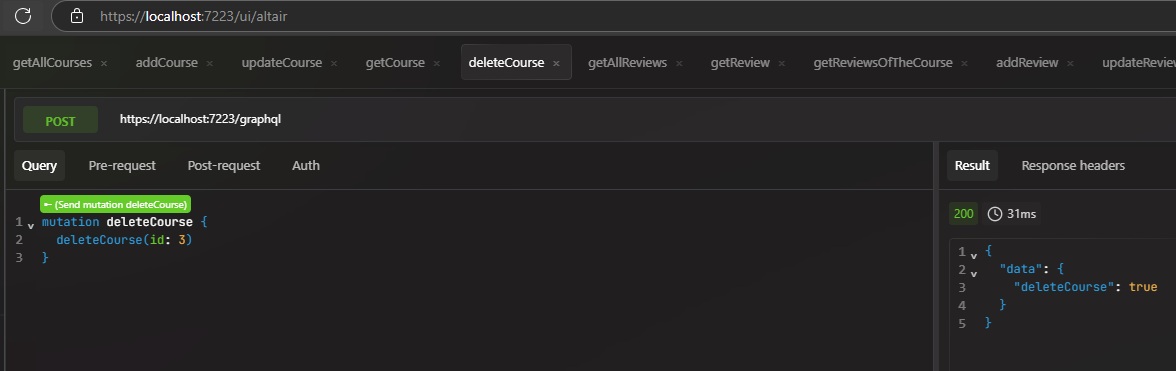 https://localhost:7223/ui/altair
getAllCourses × addCourse × updateCourse × getCourse × deleteCourse × getAllReviews × getReview × getReviewsOfTheCourse × addReview × updateReview
POST https://localhost:7223/graphql
Query Pre-request Post-request Auth
Result Response headers
← (Send mutation deleteCourse)
1 mutation deleteCourse {
2 deleteCourse(id: 3)
3 }
200 31ms
1 {
2 "data": {
3 "deleteCourse": true
4 }
5 }